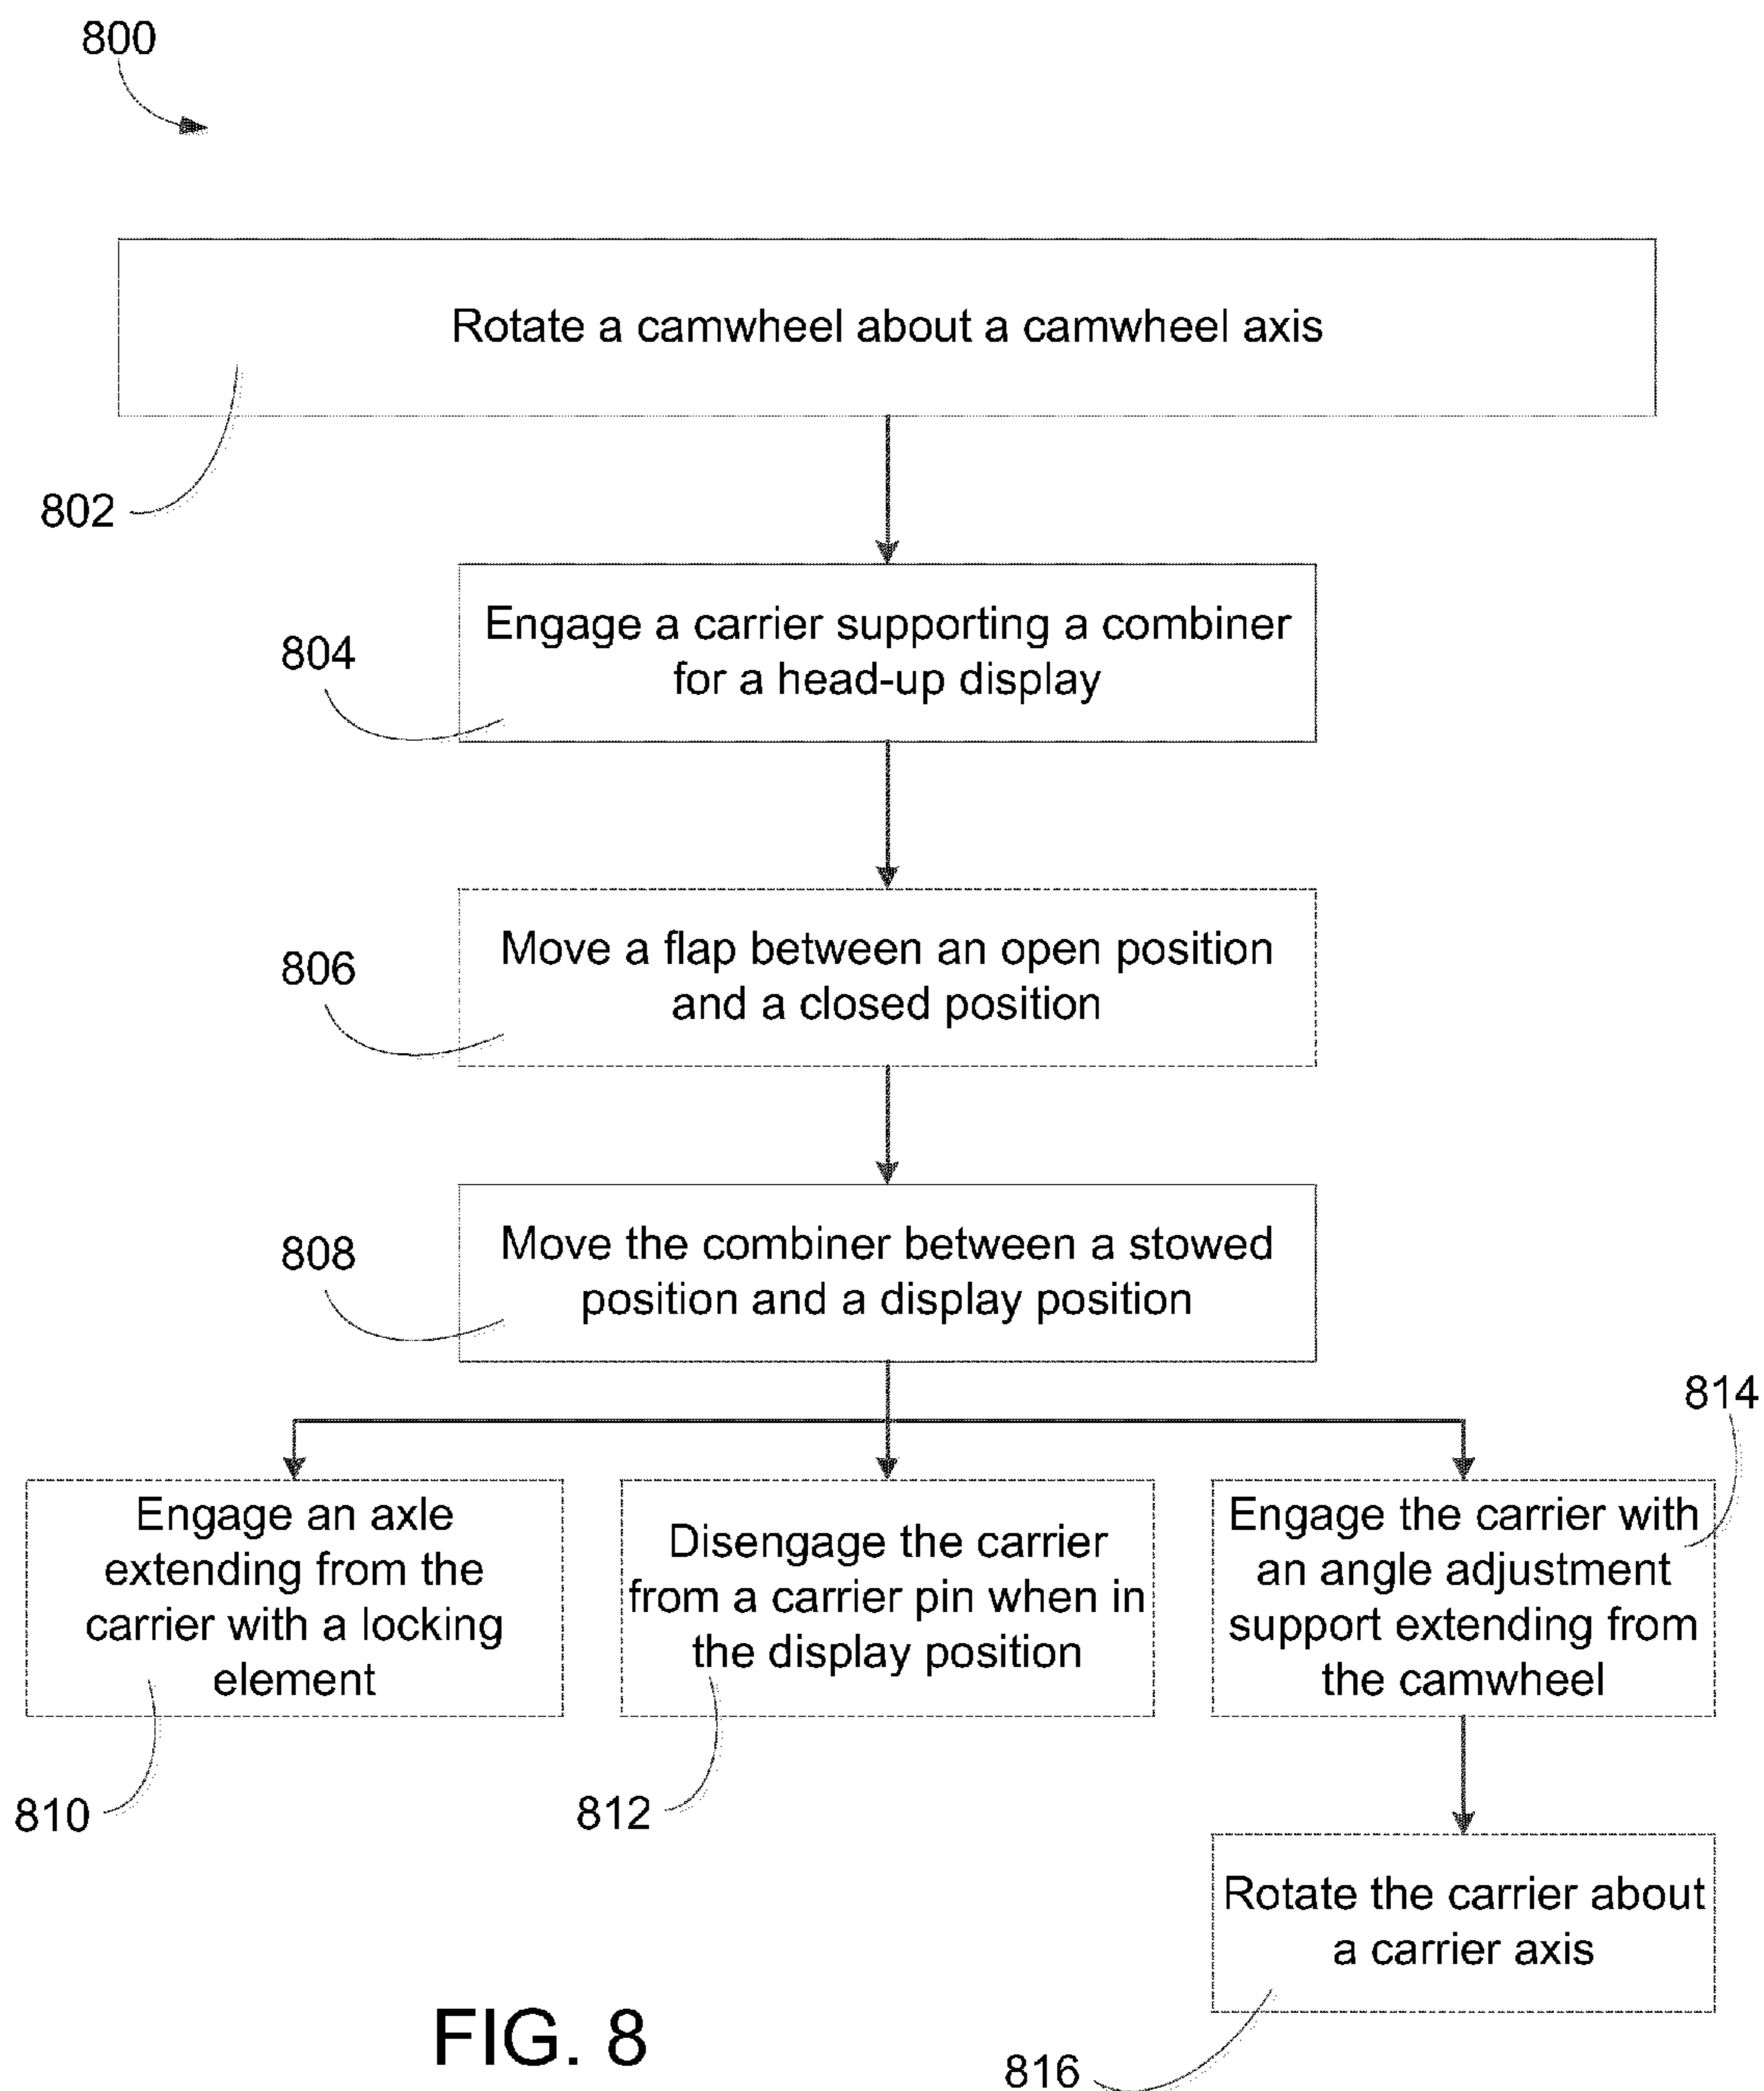 800
Rotate a camwheel about a camwheel axis
802
Engage a carrier supporting a combiner
for a head-up display
804
Move a flap between an open position
and a closed position
806
Move the combiner between a stowed
position and a display position
808
814
Engage an axle
extending from the
carrier with a locking
element
Disengage the carrier
from a carrier pin when in
the display position
Engage the carrier with
an angle adjustment
support extending from
the camwheel
810
812
Rotate the carrier about
a carrier axis
816
FIG. 8